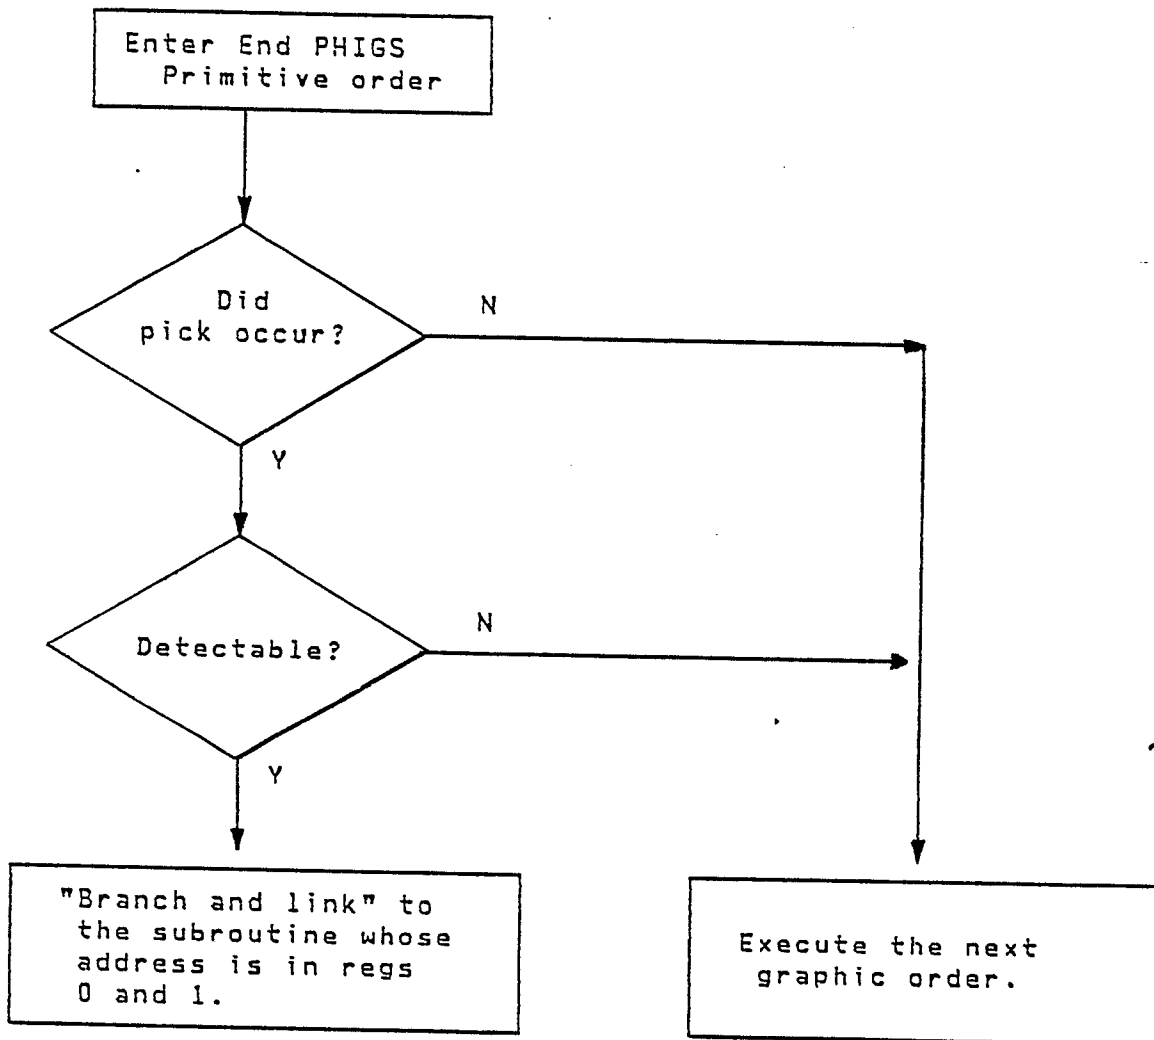 Enter End PHIGS
Primitive order
Did
pick occur?
N
Y
Detectable?
N
Y
"Branch and link" to
the subroutine whose
address is in regs
0 and 1.
Execute the next
graphic order.